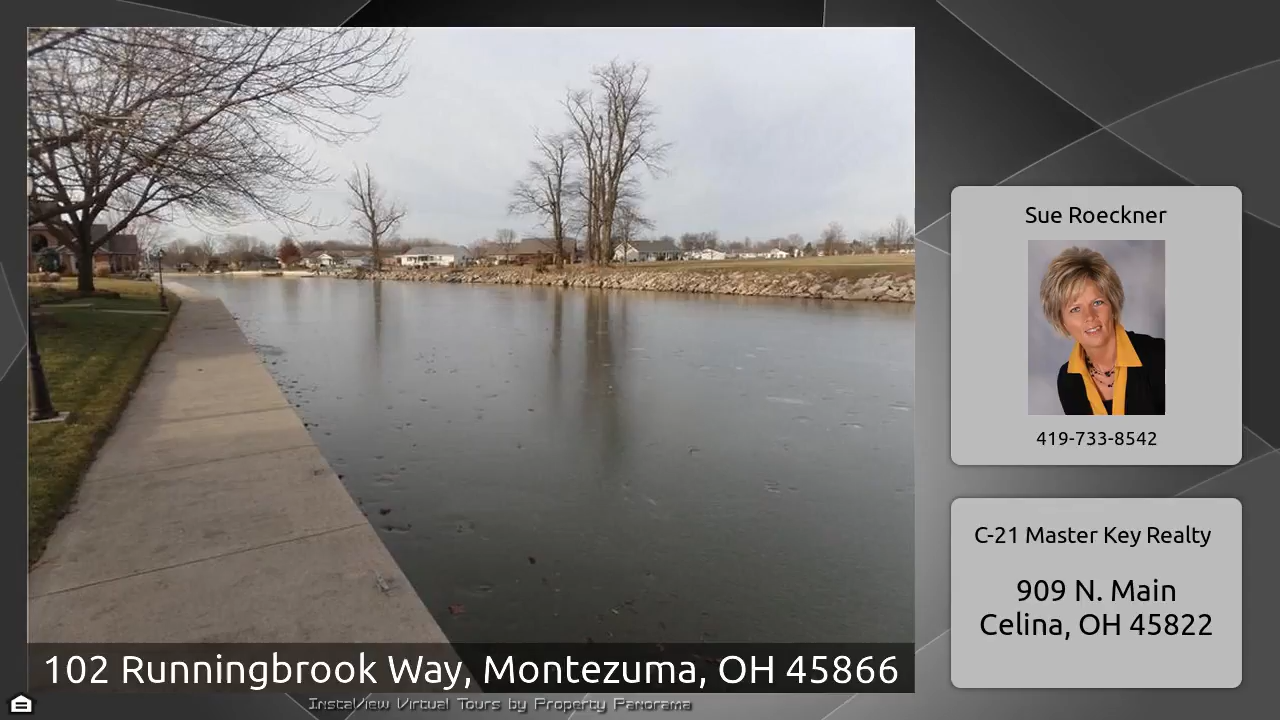 Sue Roeckner
419-733-8542
C-21 Master Key Realty
909 N. Main
Celina, OH 45822
102 Runningbrook Way, Montezuma, OH 45866
InstaView Virtual Tours by Property Panorama